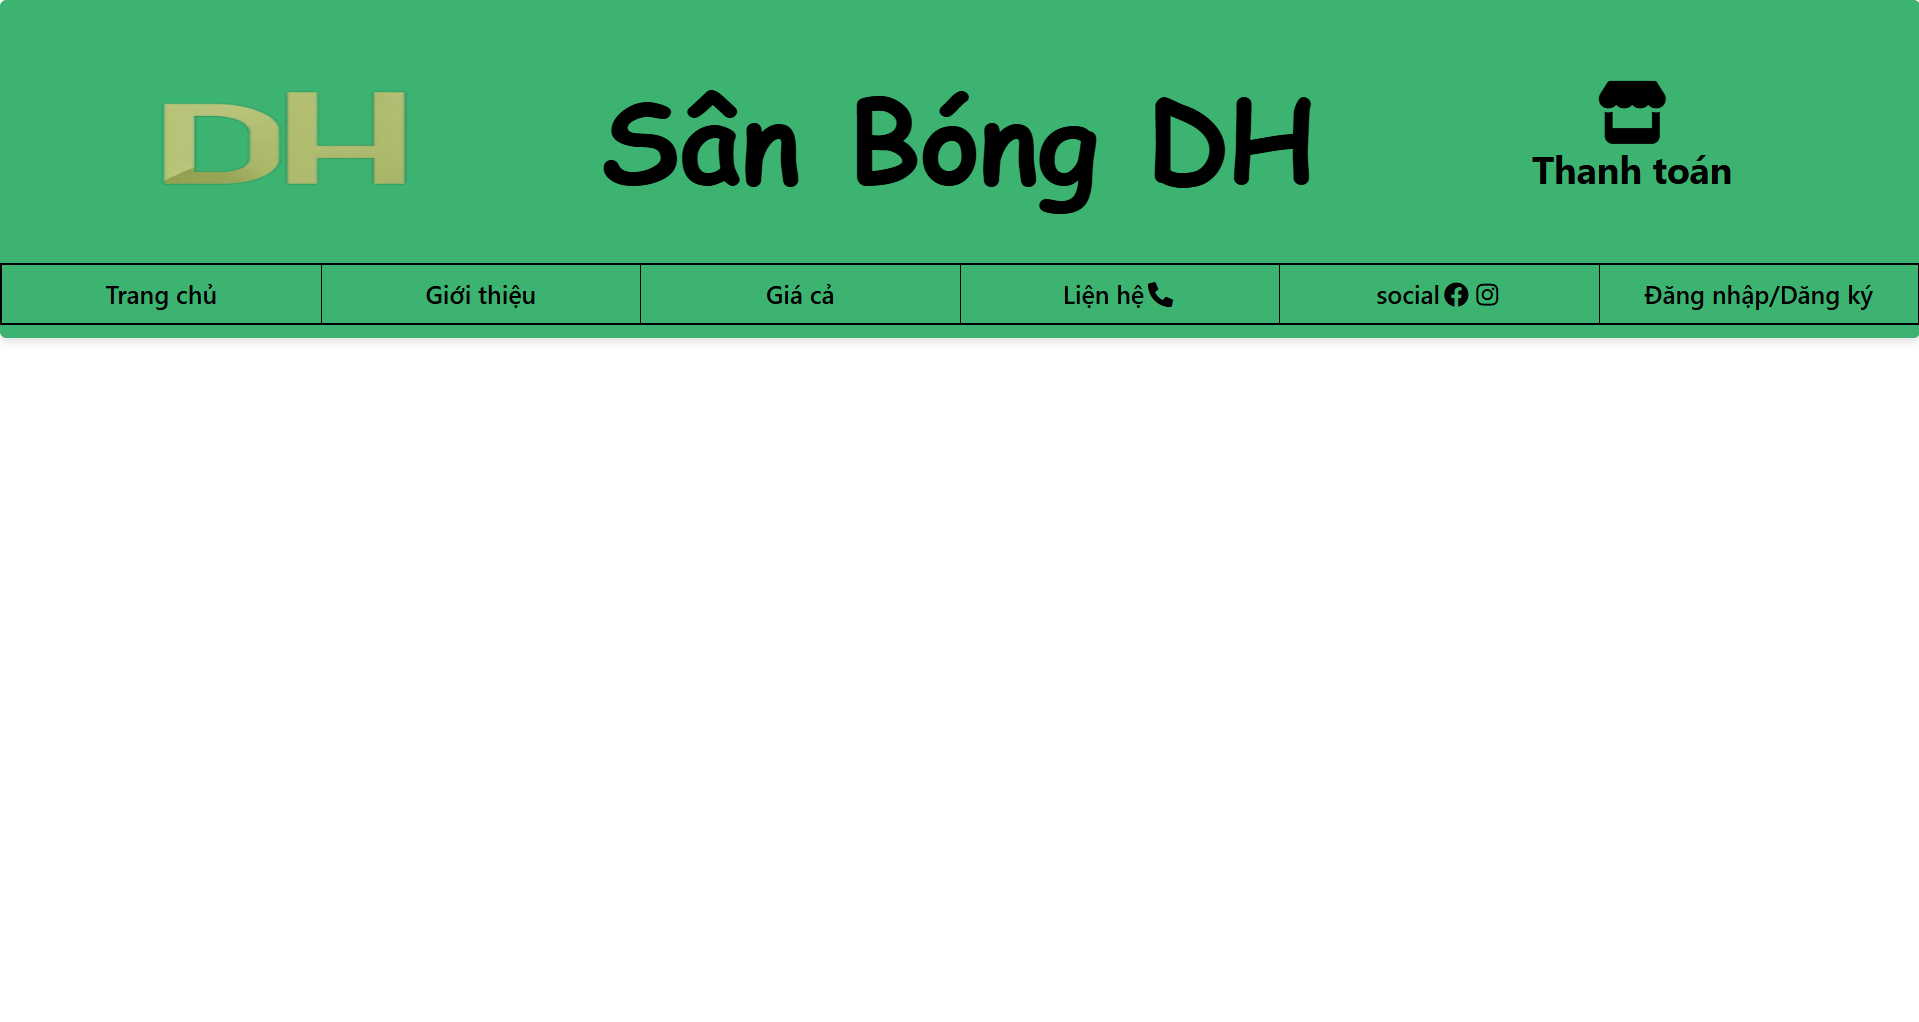 DH
Sân Bóng DH
Thanh toán
Trang chủ
Giới thiệu
Giá cả
Liện hệ
social
Đăng nhập/Dăng ký